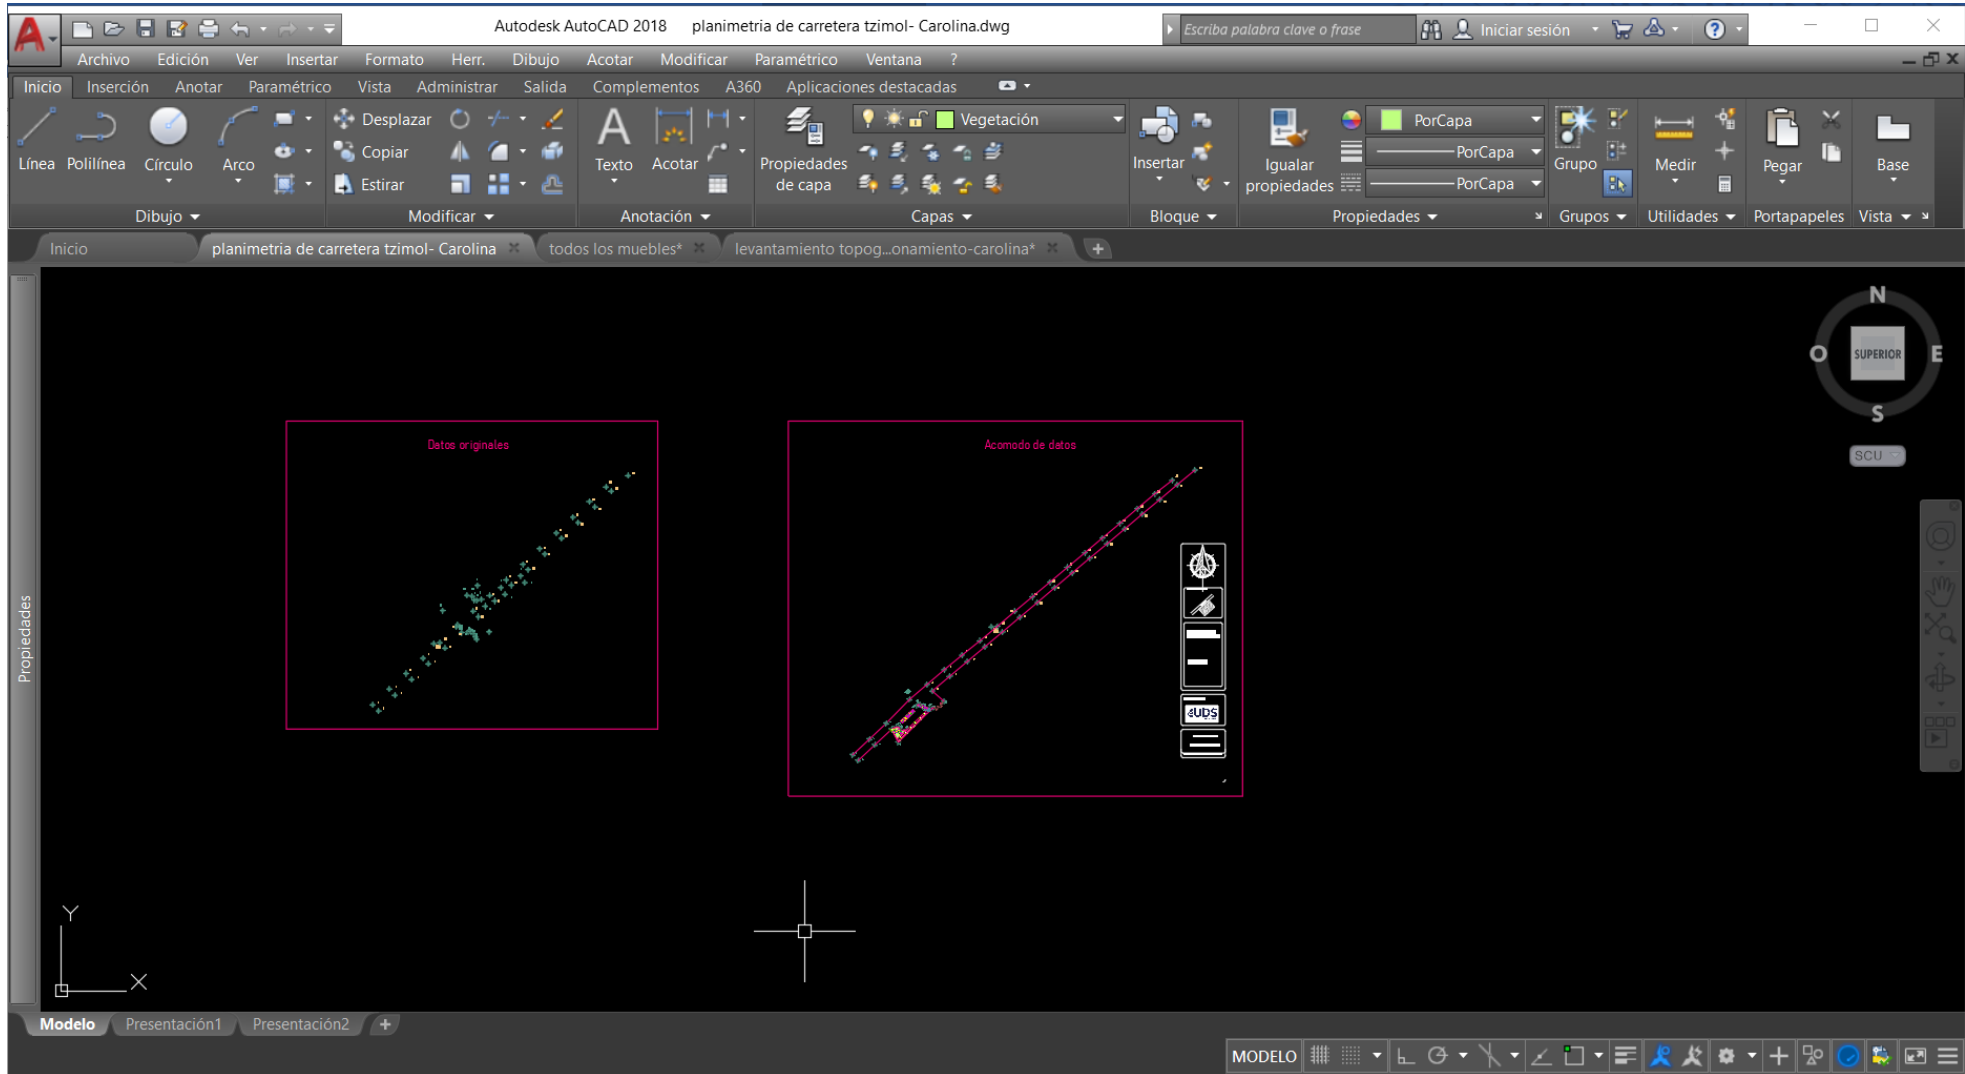 Autodesk AutoCAD 2018 planimetria de carretera tzimol- Carolina.dwg
Escriba palabra clave o frase
Iniciar sesión
?
Archivo Edición Ver Insertar Formato Herr. Dibujo Acotar Modificar Paramétrico Ventana ?
Inicio Inserción Anotar Paramétrico Vista Administrar Salida Complementos A360 Aplicaciones destacadas
Línea Polilínea Círculo Arco
Desplazar
Copiar
Estirar
Texto Acotar
Propiedades de capa
Vegetación
Insertar
Igualar propiedades
PorCapa
PorCapa
PorCapa
Grupo
Medir
Pegar
Base
Dibujo Modificar Anotación Capas Bloque Propiedades Grupos Utilidades Portapapeles Vista
Inicio planimetria de carretera tzimol- Carolina todos los muebles* levantamiento topog...onamiento-carolina*
Propiedades
Datos originales
Acomodo de datos
UDS
N
O SUPERIOR E
S
SCU
Y
X
Modelo Presentación1 Presentación2
MODELO